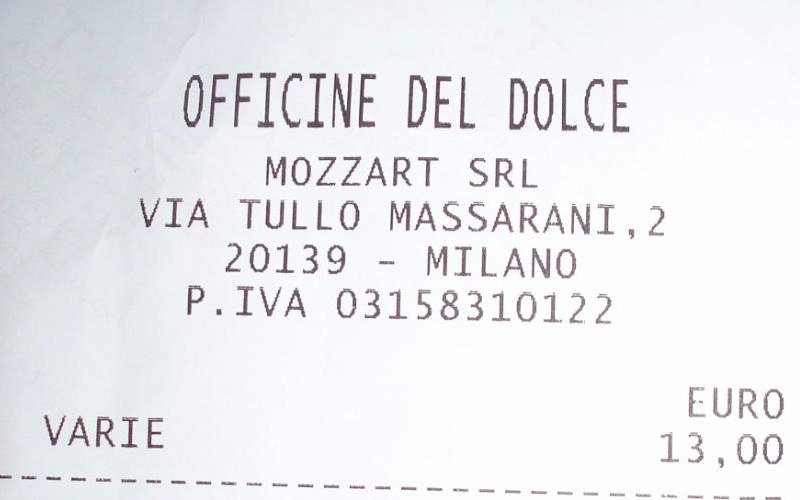 OFFICINE DEL DOLCE
MOZZART SRL
VIA TULLO MASSARANI,2
20139 - MILANO
P.IVA 03158310122
EURO
VARIE 13,00